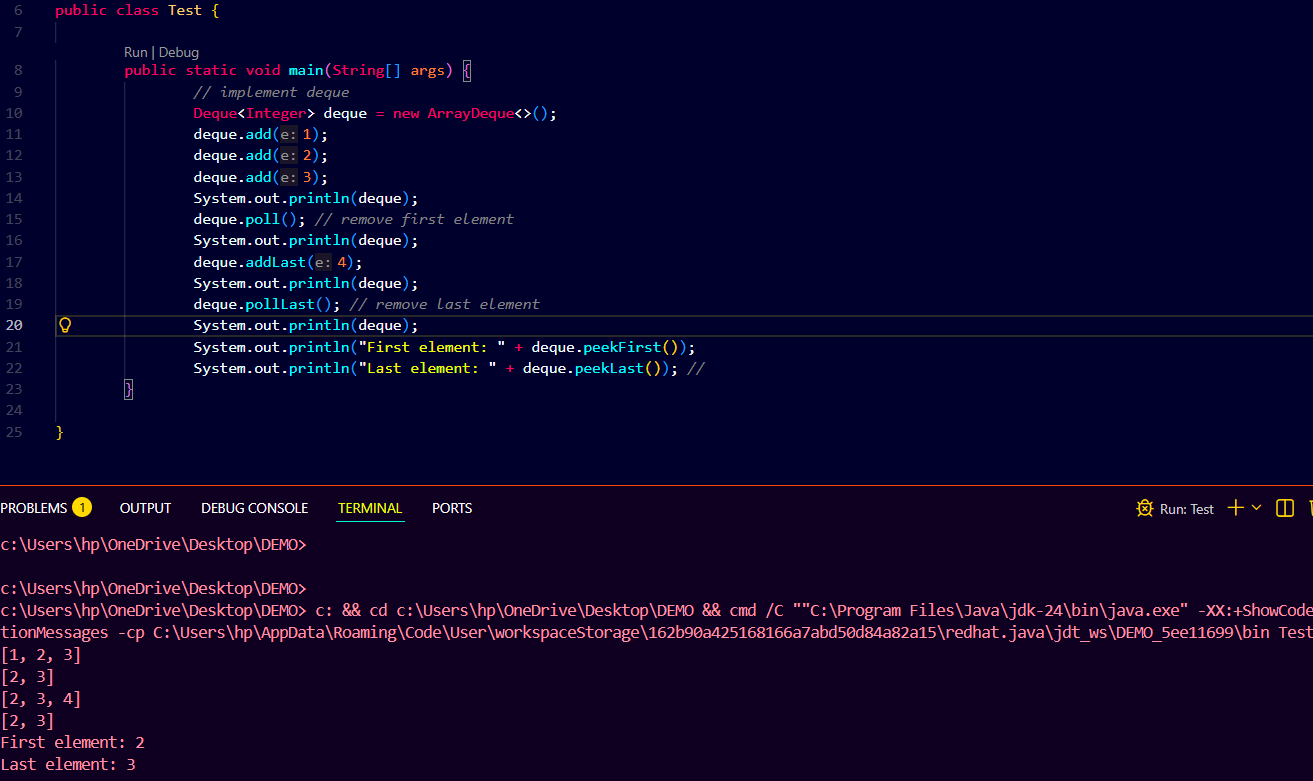 6 public class Test {
7
Run | Debug
8 public static void main(String[] args) {
9 // implement deque
10 Deque<Integer> deque = new ArrayDeque<>();
11 deque.add(e: 1);
12 deque.add(e: 2);
13 deque.add(e: 3);
14 System.out.println(deque);
15 deque.poll(); // remove first element
16 System.out.println(deque);
17 deque.addLast(e: 4);
18 System.out.println(deque);
19 deque.pollLast(); // remove last element
20 System.out.println(deque);
21 System.out.println("First element: " + deque.peekFirst());
22 System.out.println("Last element: " + deque.peekLast()); //
23 }
24
25 }
PROBLEMS 1 OUTPUT DEBUG CONSOLE TERMINAL PORTS Run: Test
c:\Users\hp\OneDrive\Desktop\DEMO>
c:\Users\hp\OneDrive\Desktop\DEMO>
c:\Users\hp\OneDrive\Desktop\DEMO> c: && cd c:\Users\hp\OneDrive\Desktop\DEMO && cmd /C ""C:\Program Files\Java\jdk-24\bin\java.exe" -XX:+ShowCode
tionMessages -cp C:\Users\hp\AppData\Roaming\Code\User\workspaceStorage\162b90a425168166a7abd50d84a82a15\redhat.java\jdt_ws\DEMO_5ee11699\bin Test
[1, 2, 3]
[2, 3]
[2, 3, 4]
[2, 3]
First element: 2
Last element: 3